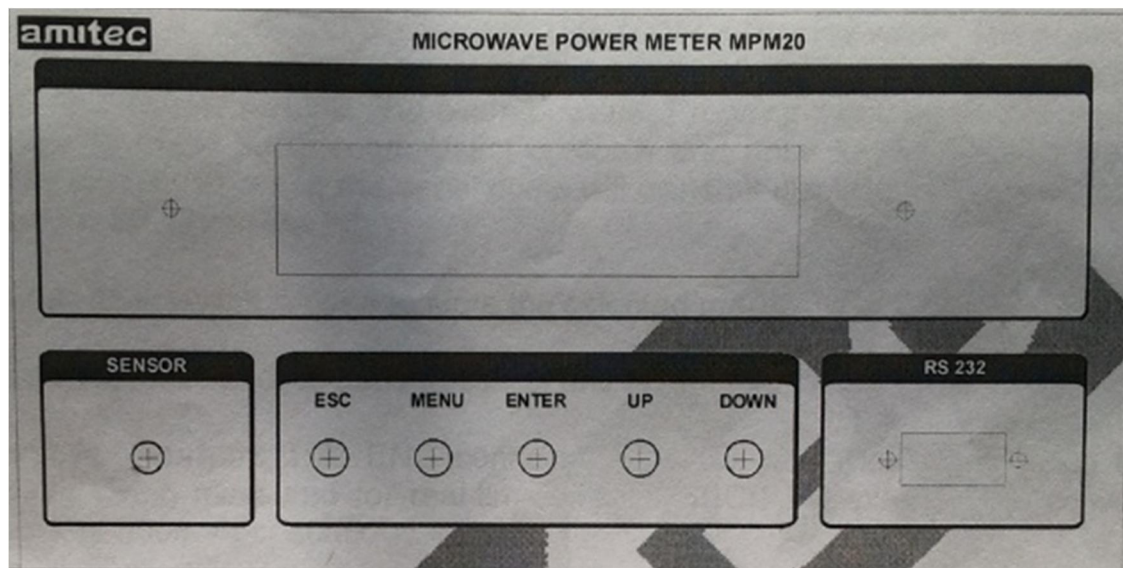 amitec
MICROWAVE POWER METER MPM20
SENSOR
RS 232
ESC MENU ENTER UP DOWN